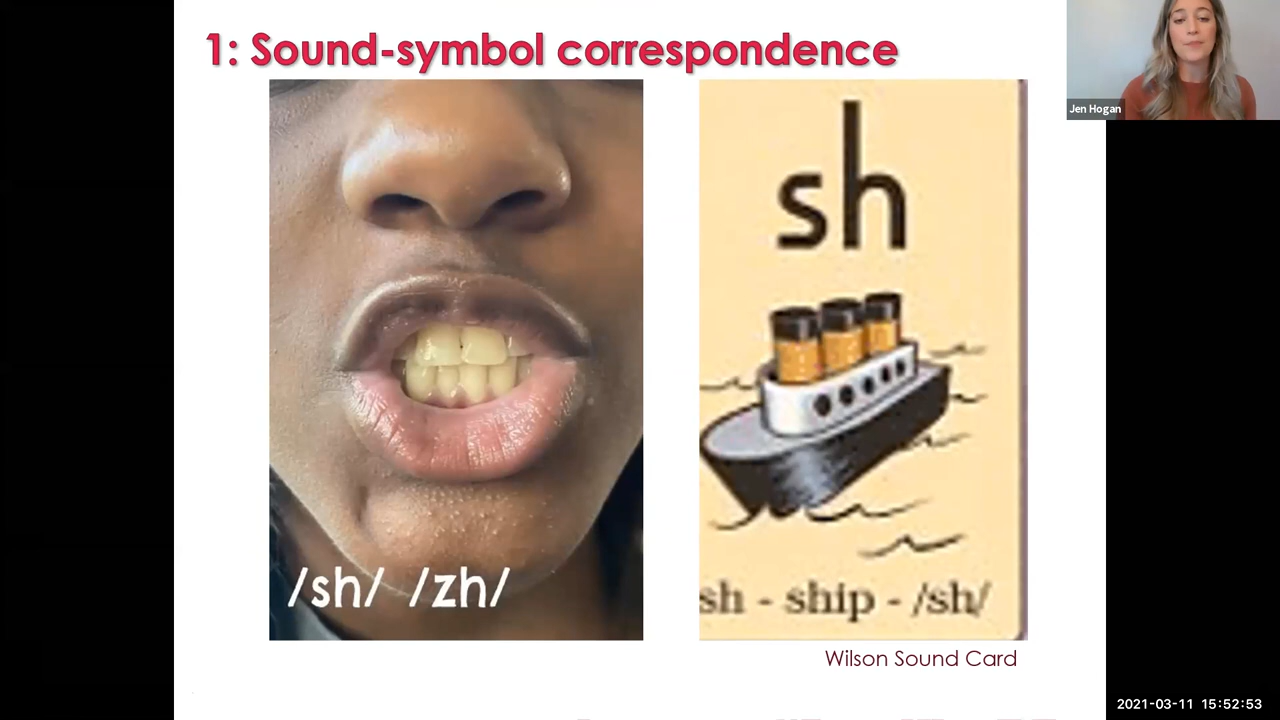 1: Sound-symbol correspondence
Jen Hogan
sh
/sh/ /zh/
sh - ship - /sh/
Wilson Sound Card
2021-03-11 15:52:53